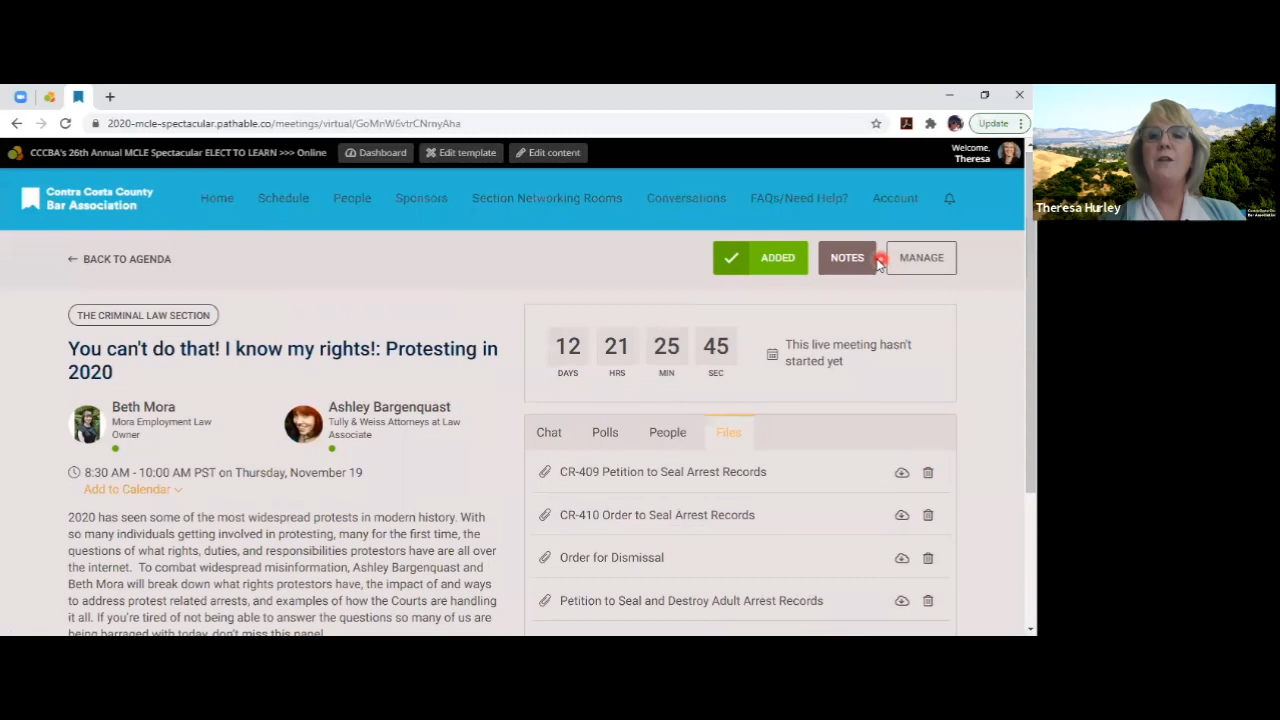 2020-mcle-spectacular.pathable.co/meetings/virtual/GoMnW6vtrCNrnyAha
Update
CCCBA's 26th Annual MCLE Spectacular ELECT TO LEARN >>> Online
Dashboard
Edit template
Edit content
Welcome,
Theresa
Contra Costa County
Bar Association
Home
Schedule
People
Sponsors
Section Networking Rooms
Conversations
FAQs/Need Help?
Account
Theresa Hurley
BACK TO AGENDA
ADDED
NOTES
MANAGE
THE CRIMINAL LAW SECTION
You can't do that! I know my rights!: Protesting in
2020
Beth Mora
Mora Employment Law
Owner
Ashley Bargenquast
Tully & Weiss Attorneys at Law
Associate
8:30 AM - 10:00 AM PST on Thursday, November 19
Add to Calendar
2020 has seen some of the most widespread protests in modern history. With
so many individuals getting involved in protesting, many for the first time, the
questions of what rights, duties, and responsibilities protestors have are all over
the internet. To combat widespread misinformation, Ashley Bargenquast and
Beth Mora will break down what rights protestors have, the impact of and ways
to address protest related arrests, and examples of how the Courts are handling
it all. If you're tired of not being able to answer the questions so many of us are
being barraged with today, don't miss this panel.
12
21
25
45
DAYS
HRS
MIN
SEC
This live meeting hasn't
started yet
Chat
Polls
People
Files
CR-409 Petition to Seal Arrest Records
CR-410 Order to Seal Arrest Records
Order for Dismissal
Petition to Seal and Destroy Adult Arrest Records